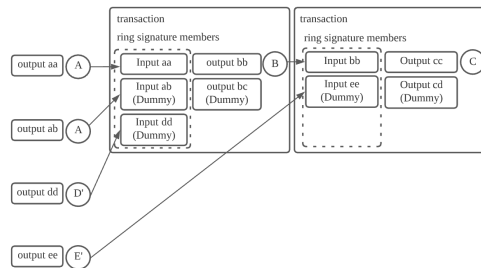 transaction
ring signature members
transaction
ring signature members
output aa
A
Input aa
output bb
B
Input bb
Output cc
C
Input ab
(Dummy)
output bc
(Dummy)
Input ee
(Dummy)
Output cd
(Dummy)
output ab
A
Input dd
(Dummy)
output dd
D'
output ee
E'